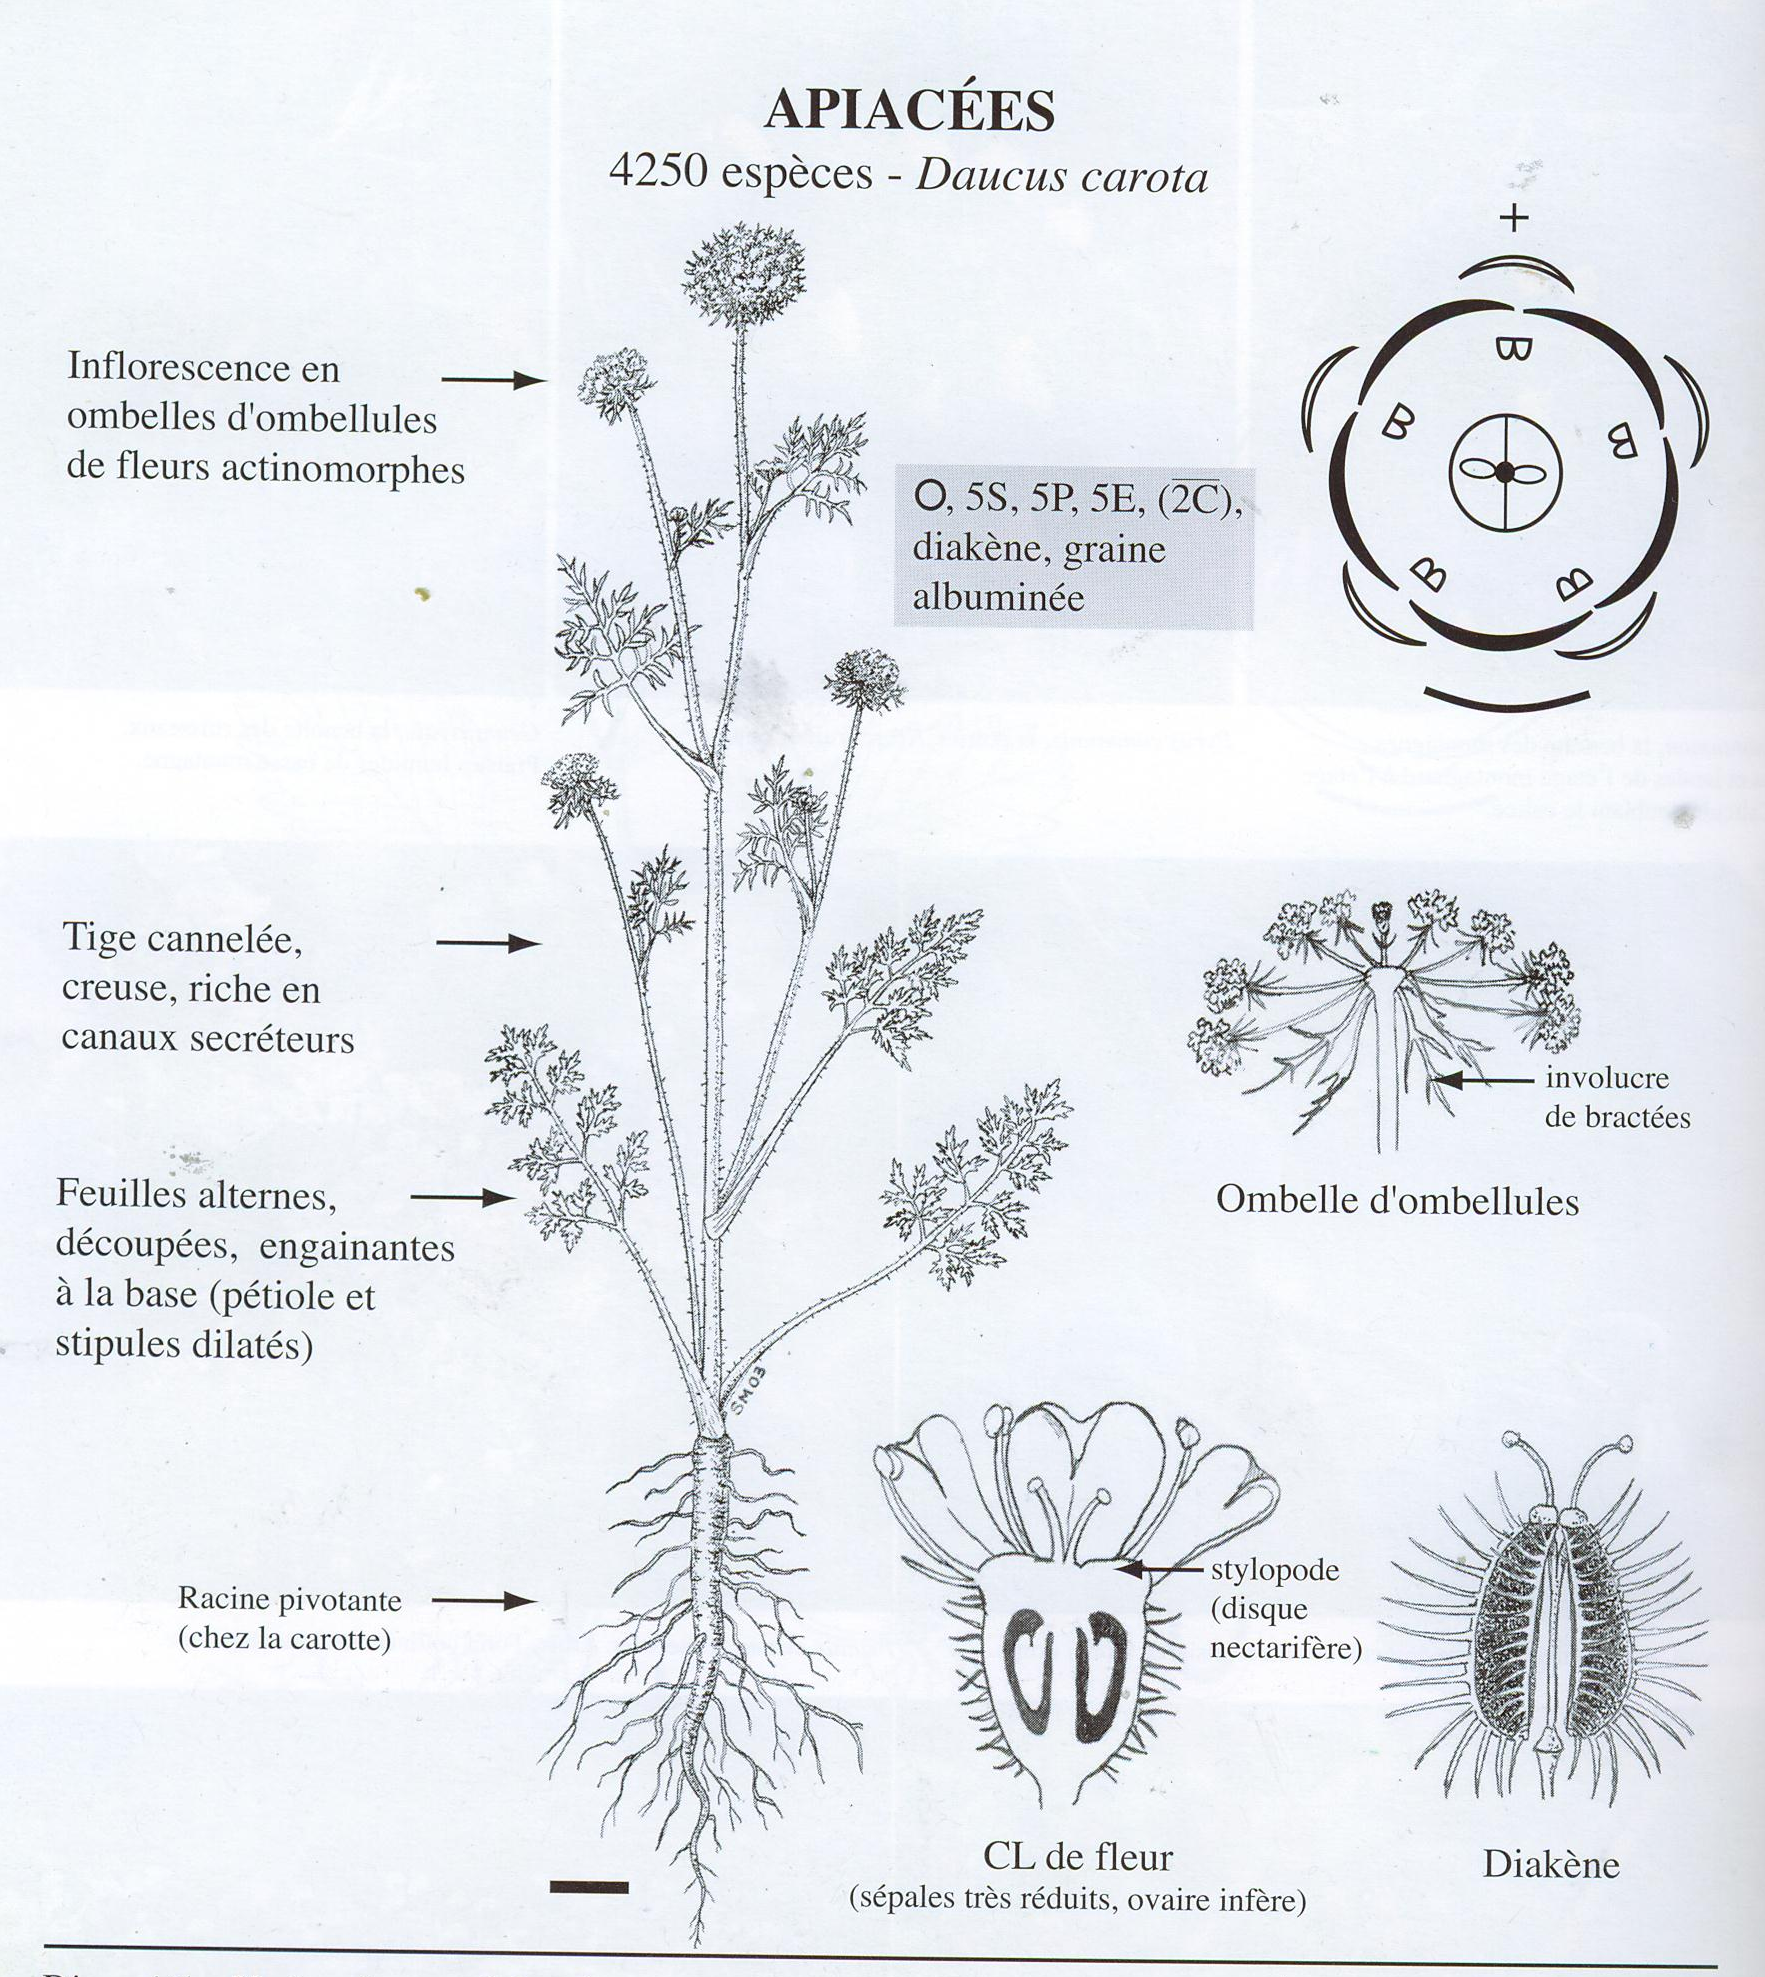 APIACÉES
4250 espèces - Daucus carota
+
Inflorescence en
ombelles d'ombellules
de fleurs actinomorphes
O, 5S, 5P, 5E, (2̅C̅),
diakène, graine
albuminée
Tige cannelée,
creuse, riche en
canaux secréteurs
involucre
de bractées
Ombelle d'ombellules
Feuilles alternes,
découpées, engainantes
à la base (pétiole et
stipules dilatés)
SM03
Racine pivotante
(chez la carotte)
stylopode
(disque
nectarifère)
CL de fleur
(sépales très réduits, ovaire infère)
Diakène